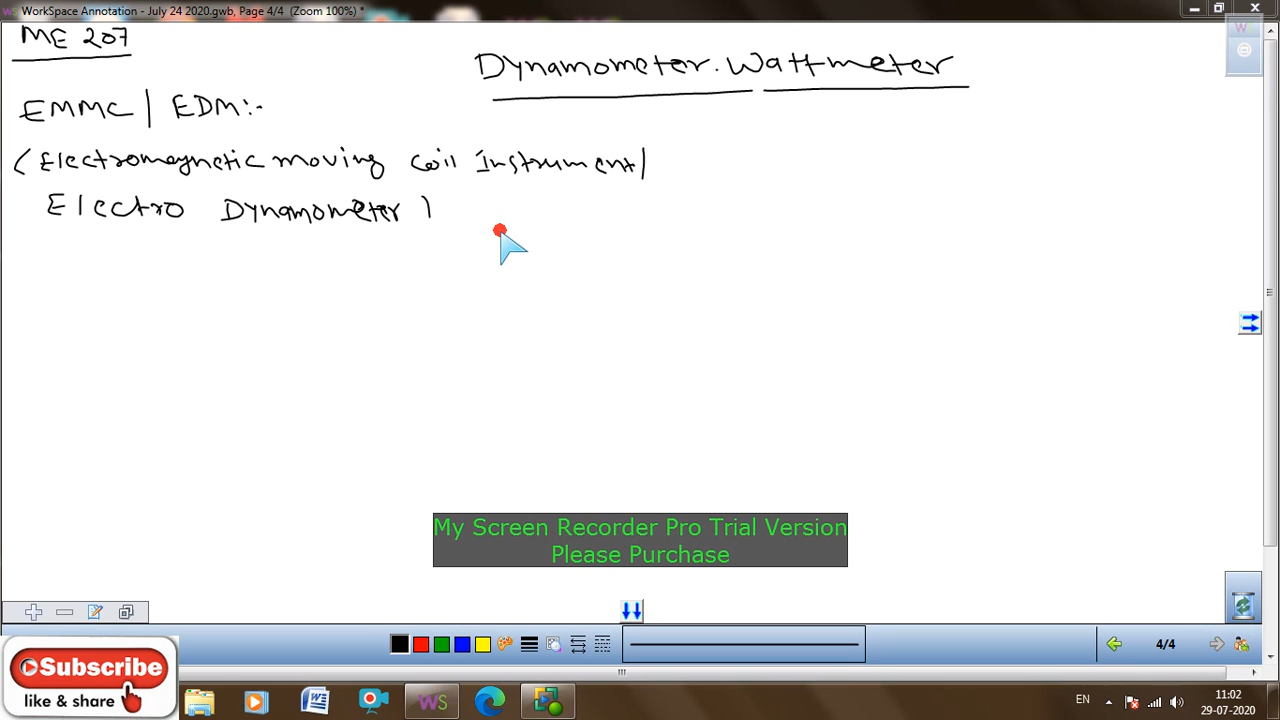 WorkSpace Annotation - July 24 2020.gwb, Page 4/4 (Zoom 100%) *
ME 207
Dynamometer. Wattmeter
EMMC | EDM:-
(Electromagnetic moving coil Instrument|
Electro Dynamometer)
My Screen Recorder Pro Trial Version
Please Purchase
4/4
Subscribe
like & share
EN
11:02
29-07-2020